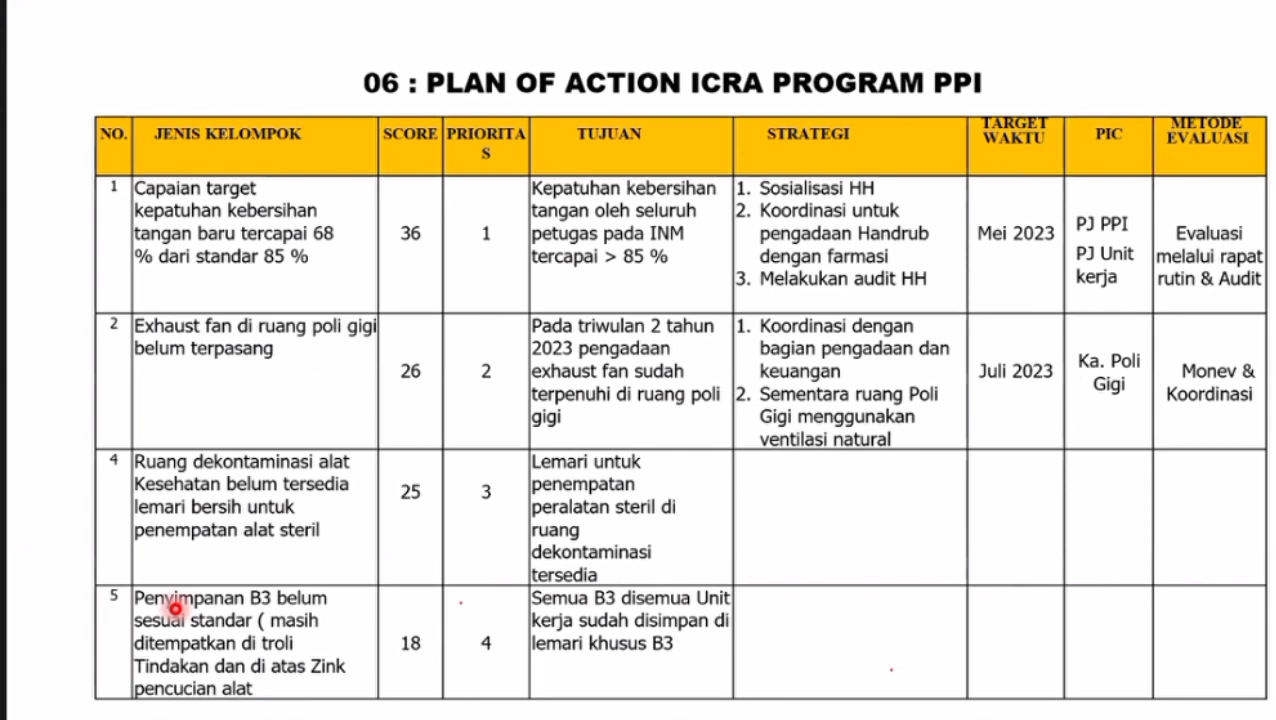 06 : PLAN OF ACTION ICRA PROGRAM PPI
NO.
JENIS KELOMPOK
SCORE
PRIORITA
S
TUJUAN
STRATEGI
TARGET
WAKTU
PIC
METODE
EVALUASI
1
Capaian target
kepatuhan kebersihan
tangan baru tercapai 68
% dari standar 85 %
36
1
Kepatuhan kebersihan
tangan oleh seluruh
petugas pada INM
tercapai > 85 %
1. Sosialisasi HH
2. Koordinasi untuk
pengadaan Handrub
dengan farmasi
3. Melakukan audit HH
Mei 2023
PJ PPI
PJ Unit
kerja
Evaluasi
melalui rapat
rutin & Audit
2
Exhaust fan di ruang poli gigi
belum terpasang
26
2
Pada triwulan 2 tahun
2023 pengadaan
exhaust fan sudah
terpenuhi di ruang poli
gigi
1. Koordinasi dengan
bagian pengadaan dan
keuangan
2. Sementara ruang Poli
Gigi menggunakan
ventilasi natural
Juli 2023
Ka. Poli
Gigi
Monev &
Koordinasi
4
Ruang dekontaminasi alat
Kesehatan belum tersedia
lemari bersih untuk
penempatan alat steril
25
3
Lemari untuk
penempatan
peralatan steril di
ruang
dekontaminasi
tersedia
5
Penyimpanan B3 belum
sesuai standar ( masih
ditempatkan di troli
Tindakan dan di atas Zink
pencucian alat
18
4
Semua B3 disemua Unit
kerja sudah disimpan di
lemari khusus B3